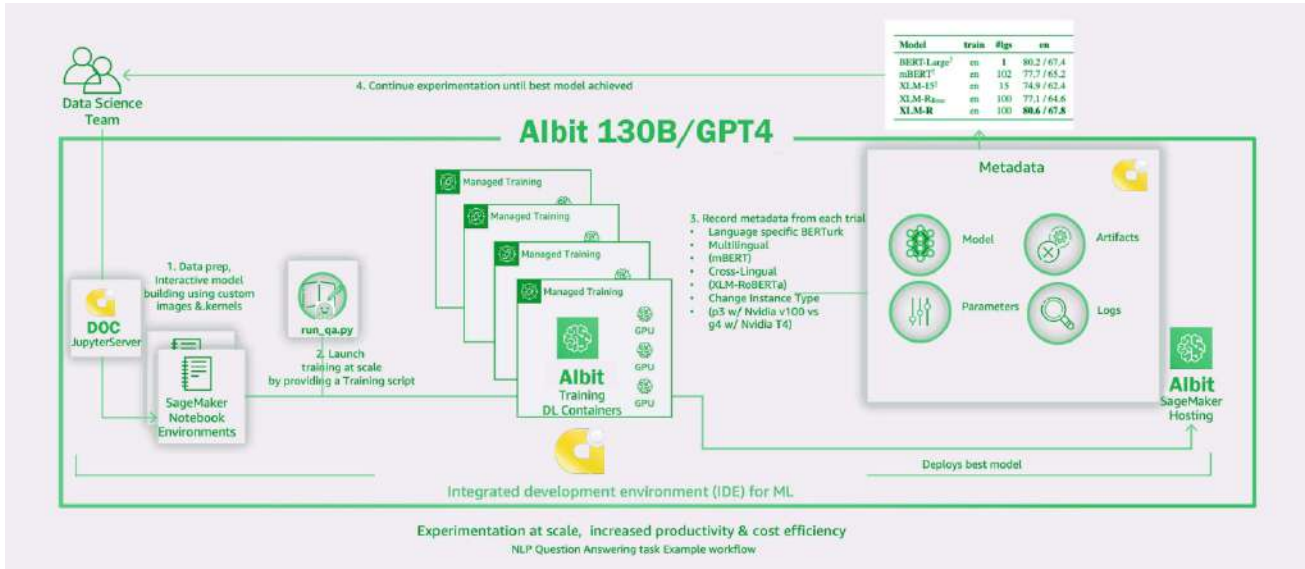 Model train #lgs en
BERT-Large† en 1 80.2 / 67.4
mBERT† en 102 77.7 / 65.2
XLM-15† en 15 74.9 / 62.4
XLM-R en 100 77.1 / 64.6
XLM-R en 100 80.6 / 67.8
4. Continue experimentation until best model achieved
Data Science
Team
AIbit 130B/GPT4
Metadata
Model
Artifacts
Parameters
Logs
Managed Training
Managed Training
Managed Training
Managed Training
GPU
GPU
GPU
AIbit
Training
DL Containers
3. Record metadata from each trial
• Language specific BERTurk
• Multilingual
• (mBERT)
• Cross-Lingual
• (XLM-RoBERTa)
• Change Instance Type
• (p3 w/ Nvidia v100 vs
g4 w/ Nvidia T4)
1. Data prep,
Interactive model
building using custom
images & kernels
DOC
JupyterServer
run_qa.py
2. Launch
training at scale
by providing a Training script
SageMaker
Notebook
Environments
AIbit
SageMaker
Hosting
Deploys best model
Integrated development environment (IDE) for ML
Experimentation at scale, increased productivity & cost efficiency
NLP Question Answering task Example workflow